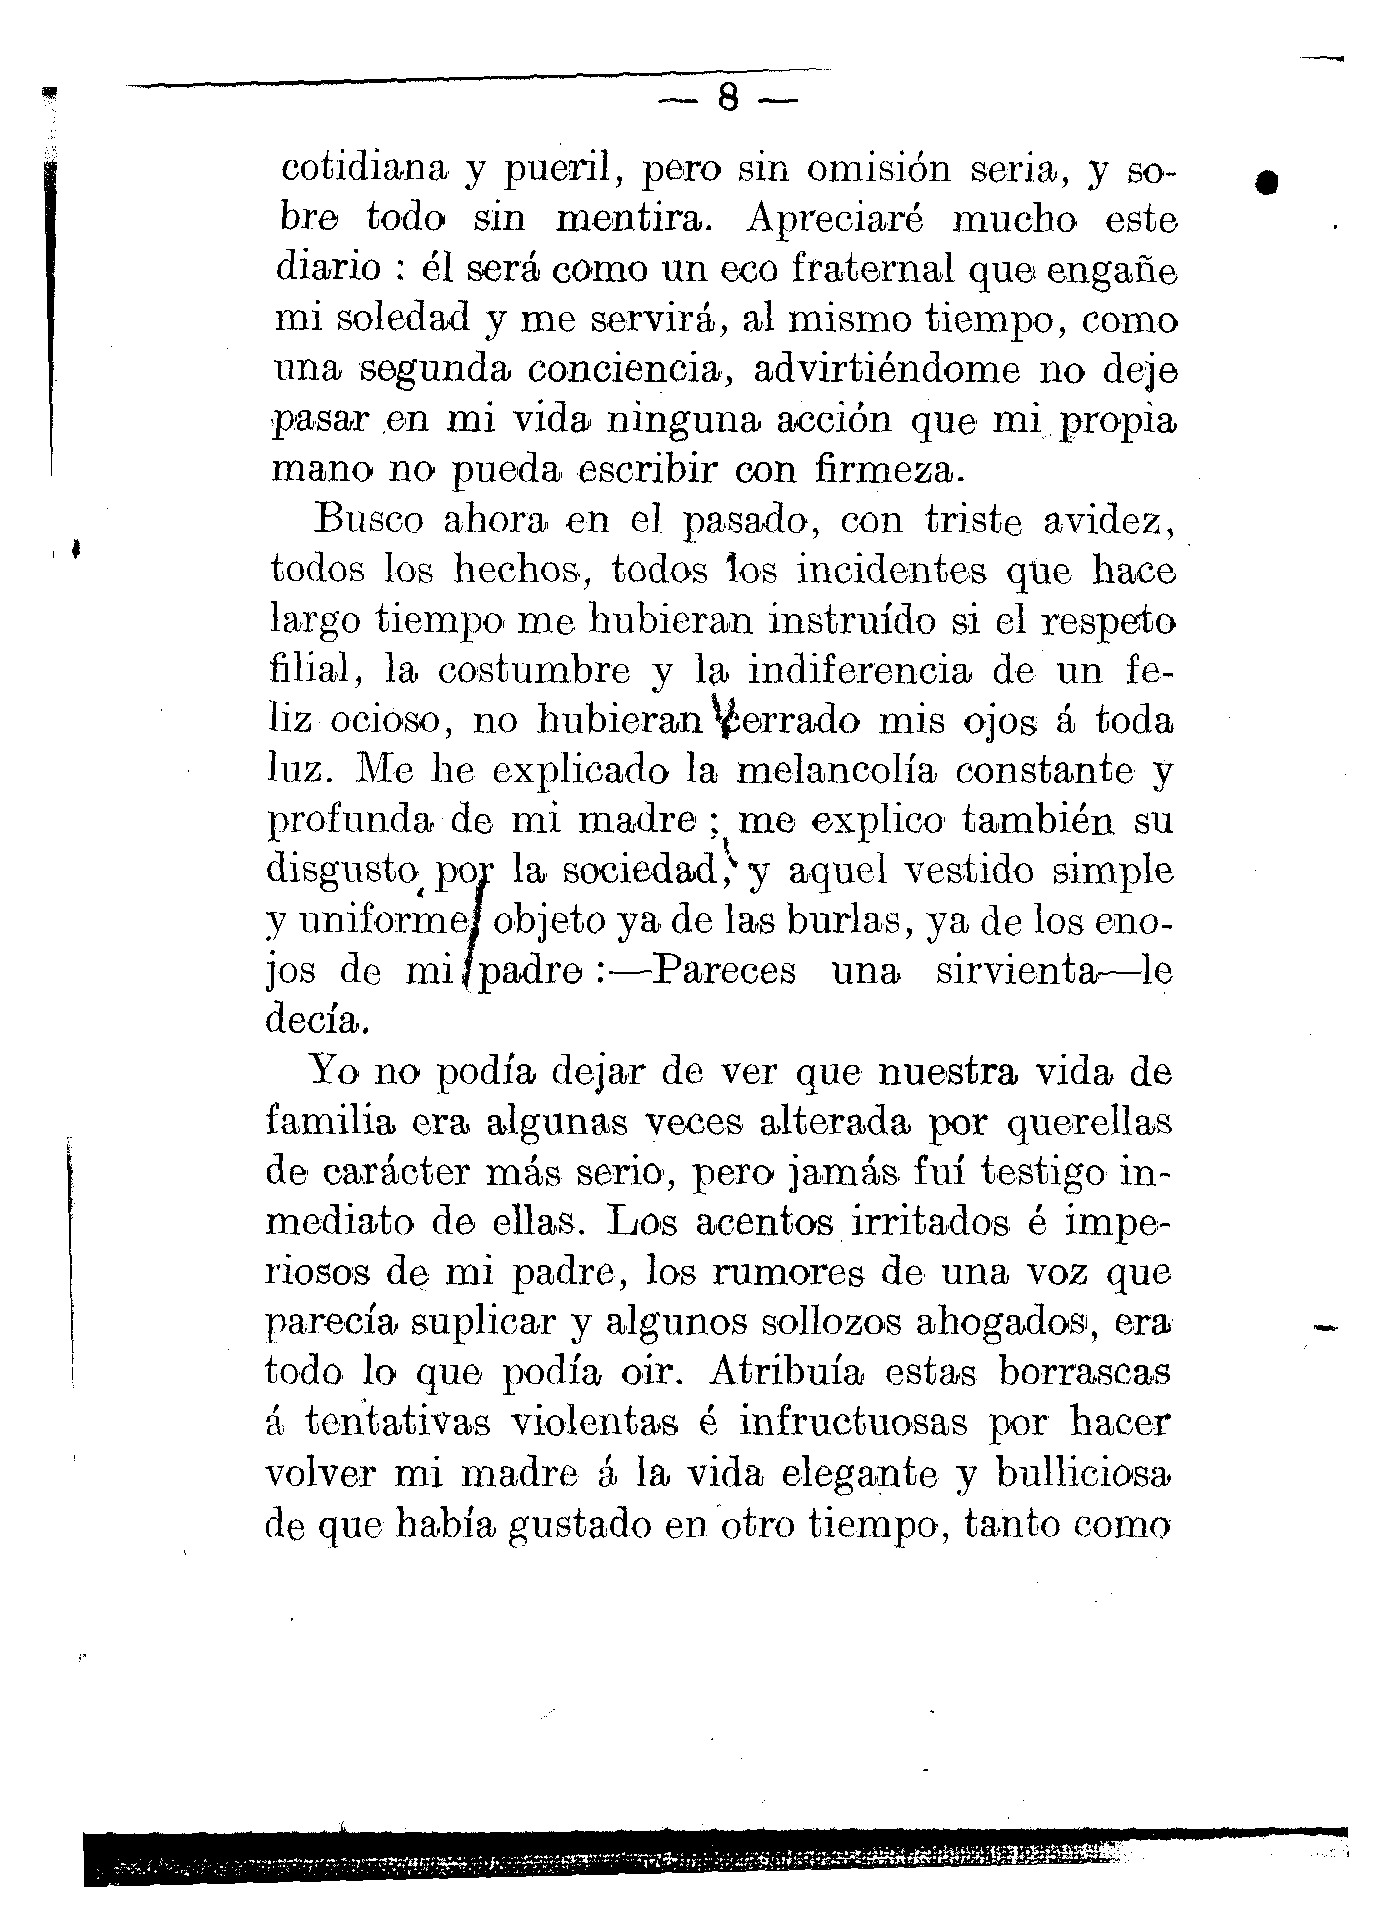 — 8 —
cotidiana y pueril, pero sin omisión seria, y so-
bre todo sin mentira. Apreciaré mucho este
diario : él será como un eco fraternal que engañe
mi soledad y me servirá, al mismo tiempo, como
una segunda conciencia, advirtiéndome no deje
pasar en mi vida ninguna acción que mi propia
mano no pueda escribir con firmeza.
Busco ahora en el pasado, con triste avidez,
todos los hechos, todos los incidentes que hace
largo tiempo me hubieran instruído si el respeto
filial, la costumbre y la indiferencia de un fe-
liz ocioso, no hubieran cerrado mis ojos á toda
luz. Me he explicado la melancolía constante y
profunda de mi madre ; me explico también su
disgusto por la sociedad, y aquel vestido simple
y uniforme, objeto ya de las burlas, ya de los eno-
jos de mi padre :—Pareces una sirvienta—le
decía.
Yo no podía dejar de ver que nuestra vida de
familia era algunas veces alterada por querellas
de carácter más serio, pero jamás fuí testigo in-
mediato de ellas. Los acentos irritados é impe-
riosos de mi padre, los rumores de una voz que
parecía suplicar y algunos sollozos ahogados, era
todo lo que podía oir. Atribuía estas borrascas
á tentativas violentas é infructuosas por hacer
volver mi madre á la vida elegante y bulliciosa
de que había gustado en otro tiempo, tanto como